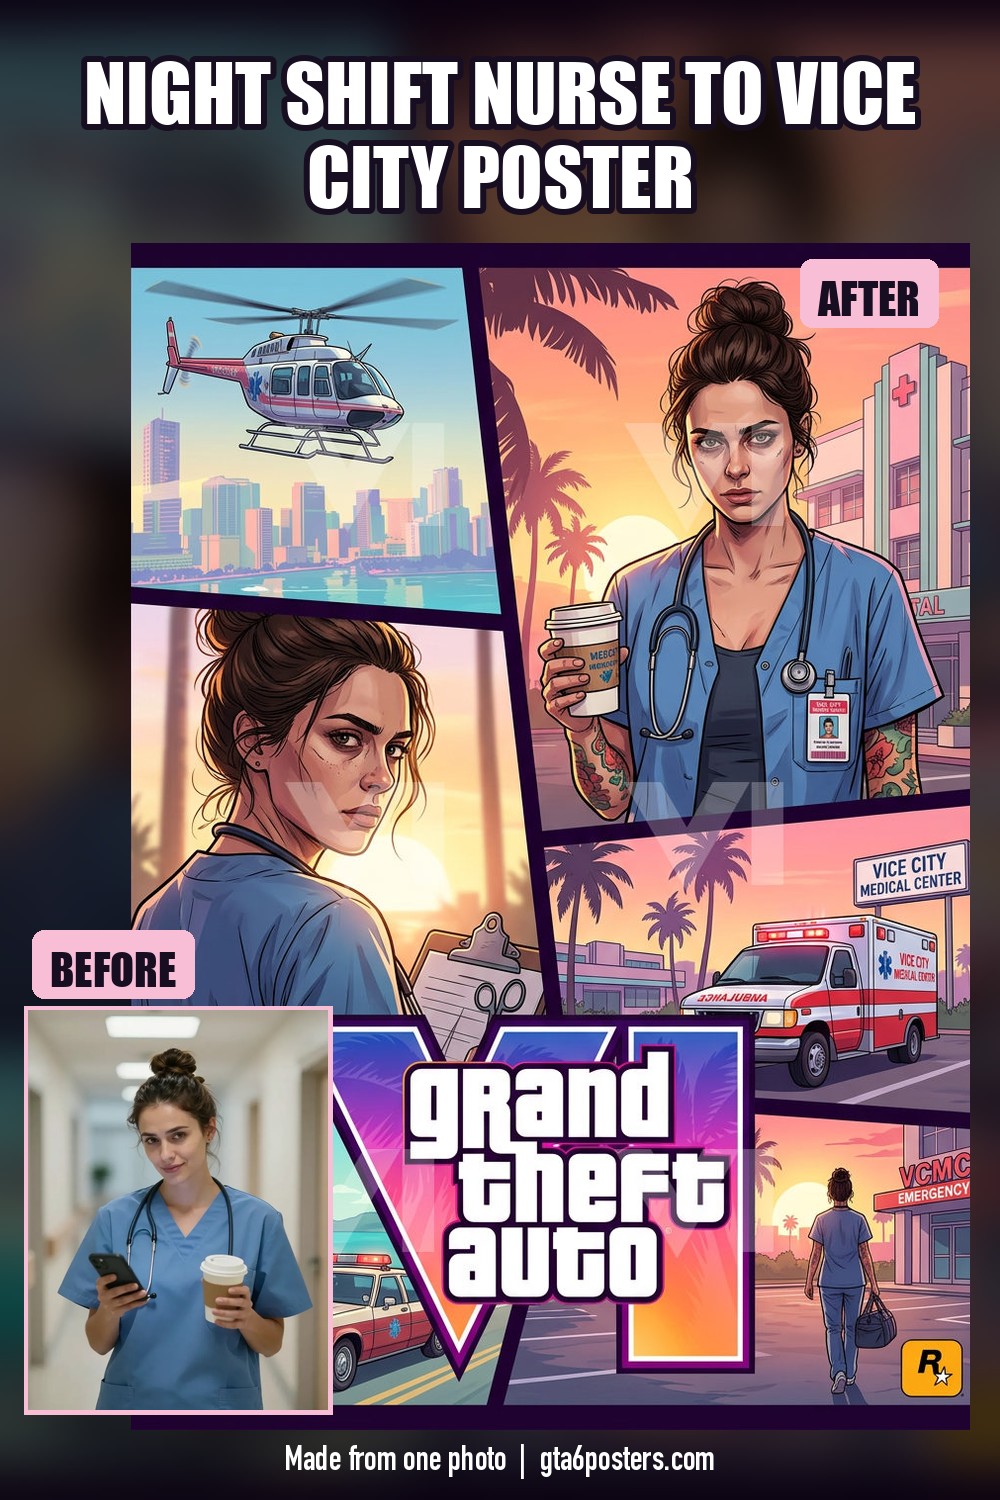 NIGHT SHIFT NURSE TO VICE
CITY POSTER
AFTER
VICE CITY
MEDICAL CENTER
VICE CITY
MEDICAL CENTER
AMBULANCE
BEFORE
VI
grand
theft
auto
VCMC
EMERGENCY
R
Made from one photo | gta6posters.com